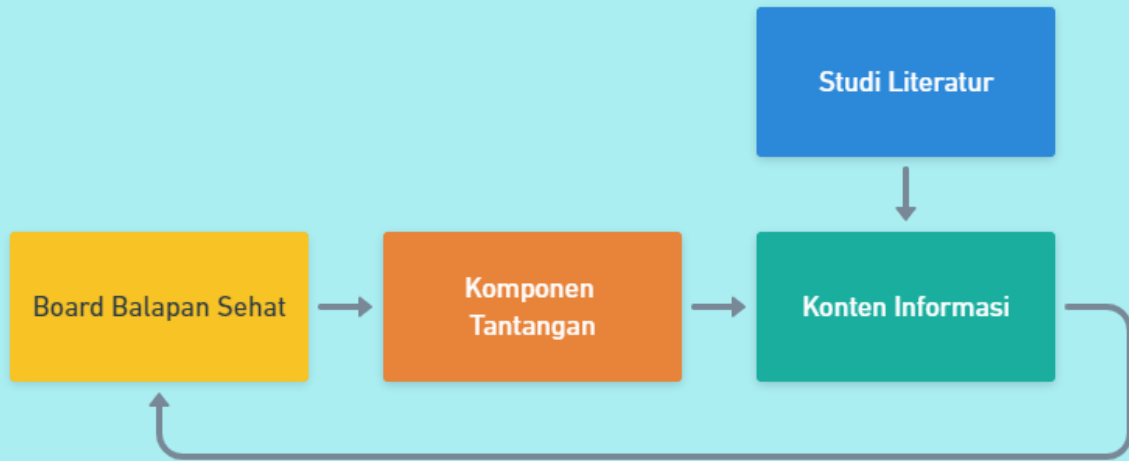 Studi Literatur
Board Balapan Sehat
Komponen
Tantangan
Konten Informasi